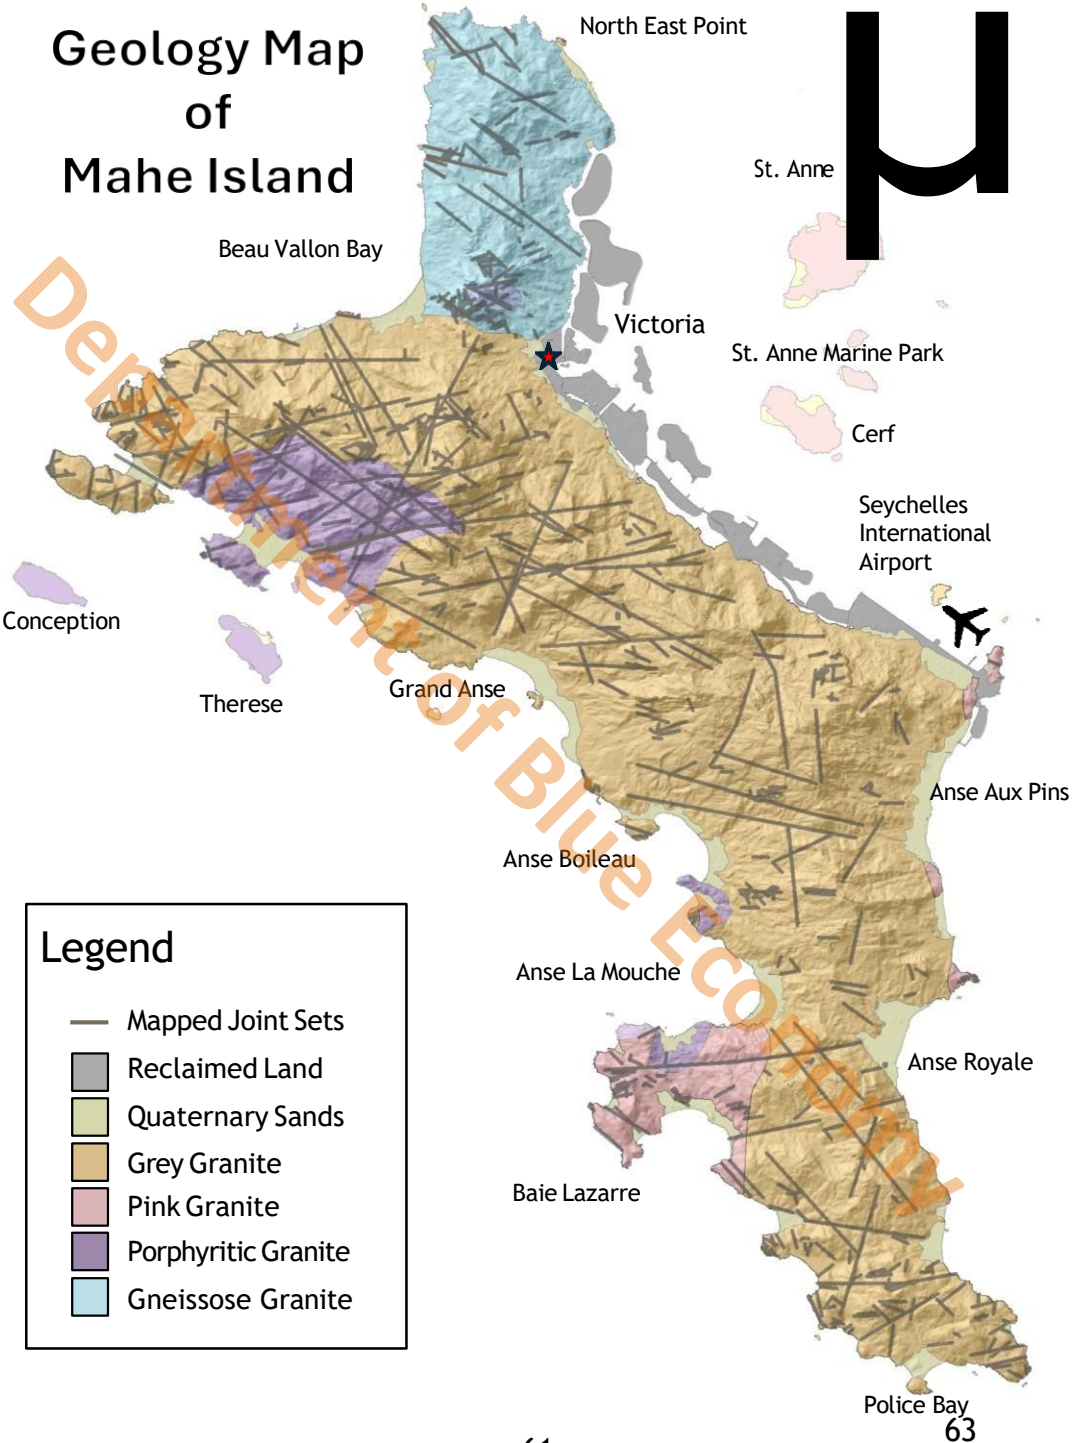 Geology Map
of
Mahe Island
North East Point
µ
St. Anne
Beau Vallon Bay
Victoria
St. Anne Marine Park
Cerf
Seychelles
International
Airport
Conception
Therese
Grand Anse
Anse Aux Pins
Anse Boileau
Anse La Mouche
Anse Royale
Baie Lazarre
Police Bay
Department of Blue Economy
Legend
Mapped Joint Sets
Reclaimed Land
Quaternary Sands
Grey Granite
Pink Granite
Porphyritic Granite
Gneissose Granite
63